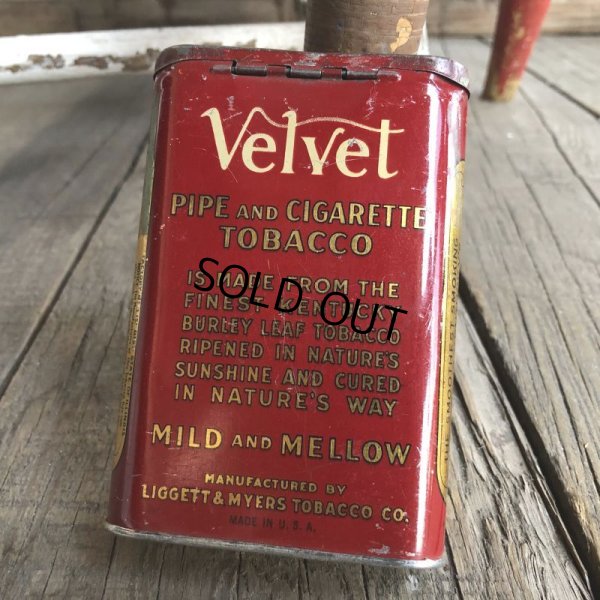 Velvet
PIPE AND CIGARETTE
TOBACCO
IS MADE FROM THE
FINEST KENTUCKY
BURLEY LEAF TOBACCO
RIPENED IN NATURE'S
SUNSHINE AND CURED
IN NATURE'S WAY
MILD AND MELLOW
MANUFACTURED BY
LIGGETT & MYERS TOBACCO CO.
MADE IN U.S.A.
SOLD OUT
SMOKING